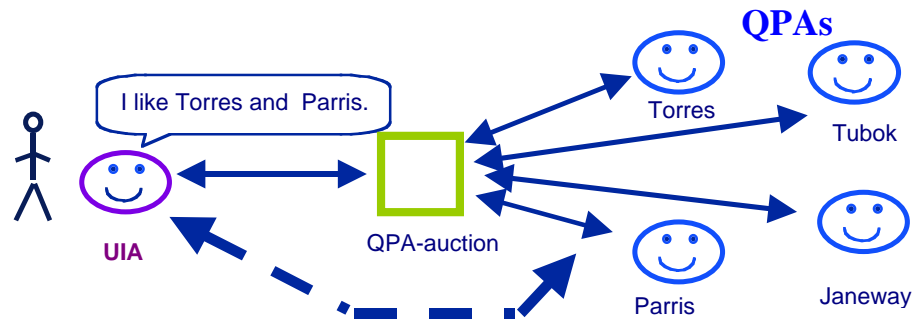 QPAs
I like Torres and Parris.
Torres
Tubok
UIA
QPA-auction
Parris
Janeway